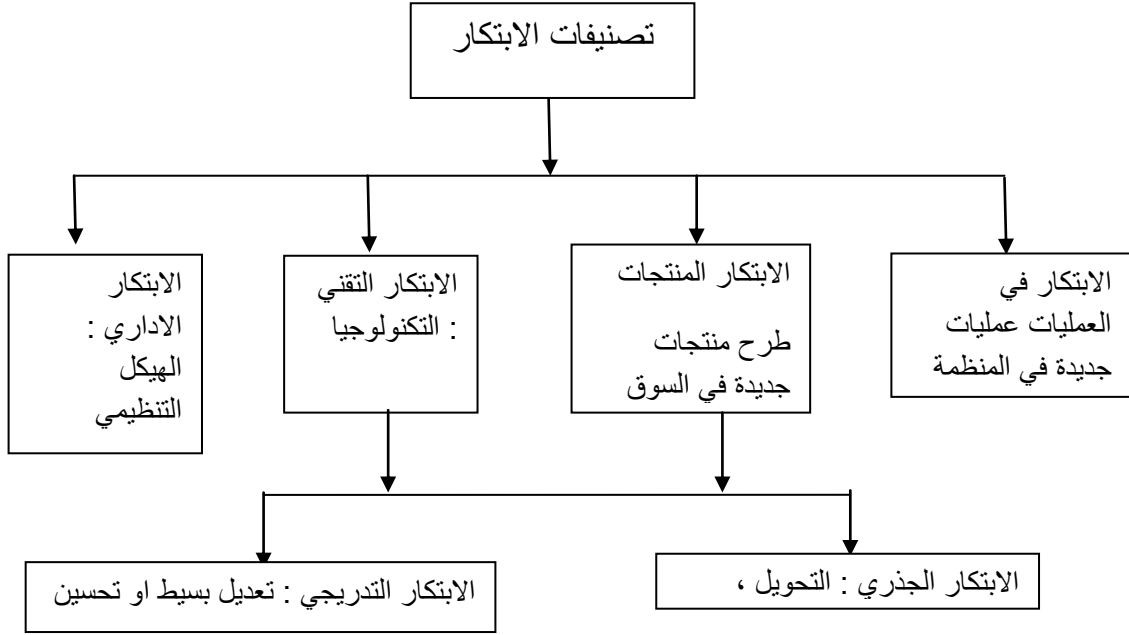 تصنيفات الابتكار
الابتكار في
العمليات عمليات
جديدة في المنظمة
الابتكار المنتجات
طرح منتجات
جديدة في السوق
الابتكار التقني
: التكنولوجيا
الابتكار
الاداري :
الهيكل
التنظيمي
الابتكار الجذري : التحويل ،
الابتكار التدريجي : تعديل بسيط او تحسين